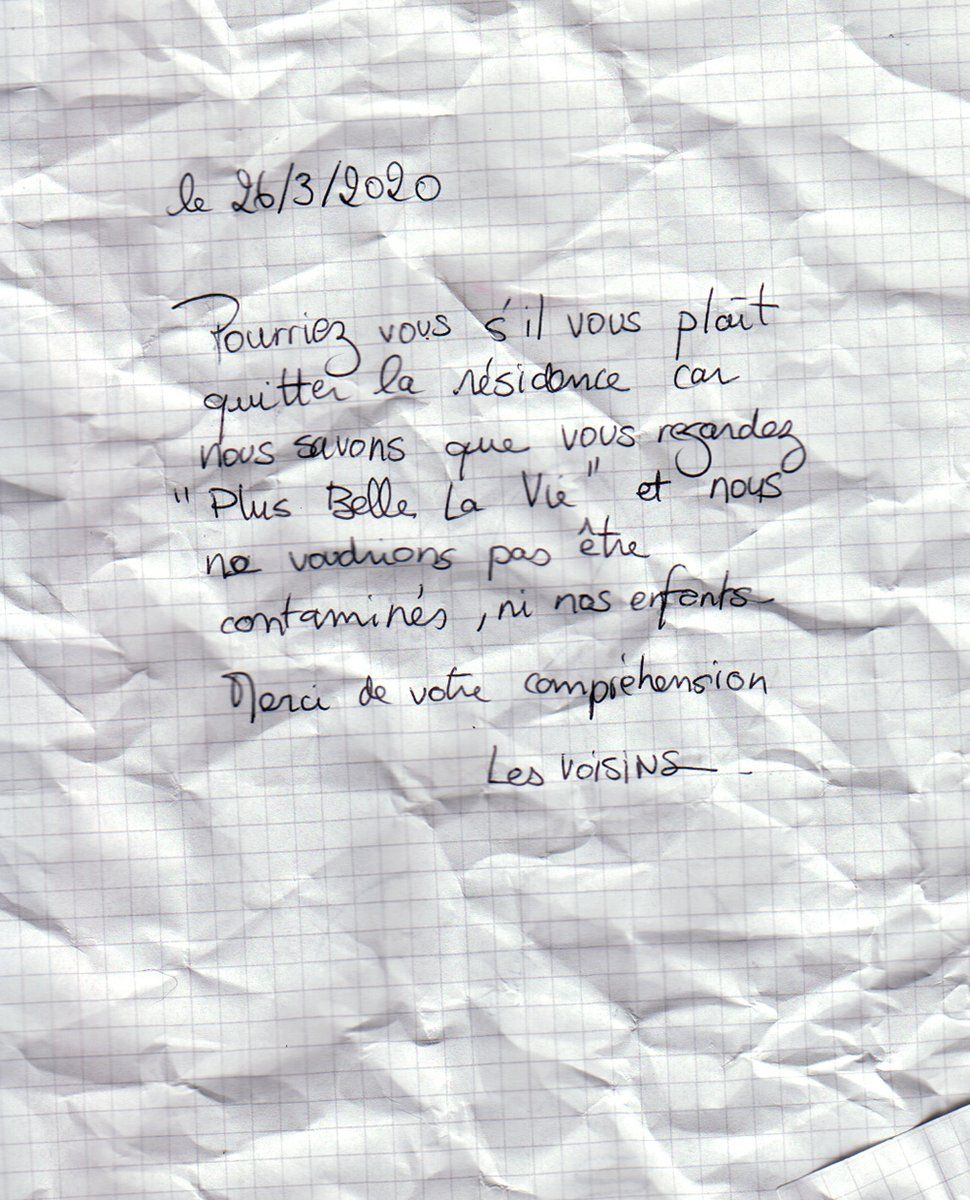 le 26/3/2020
Pourriez vous s'il vous plaît
quitter la résidence car
nous savons que vous regardez
"Plus Belle La Vie" et nous
ne voudrions pas être
contaminés, ni nos enfants
Merci de votre compréhension
Les voisins